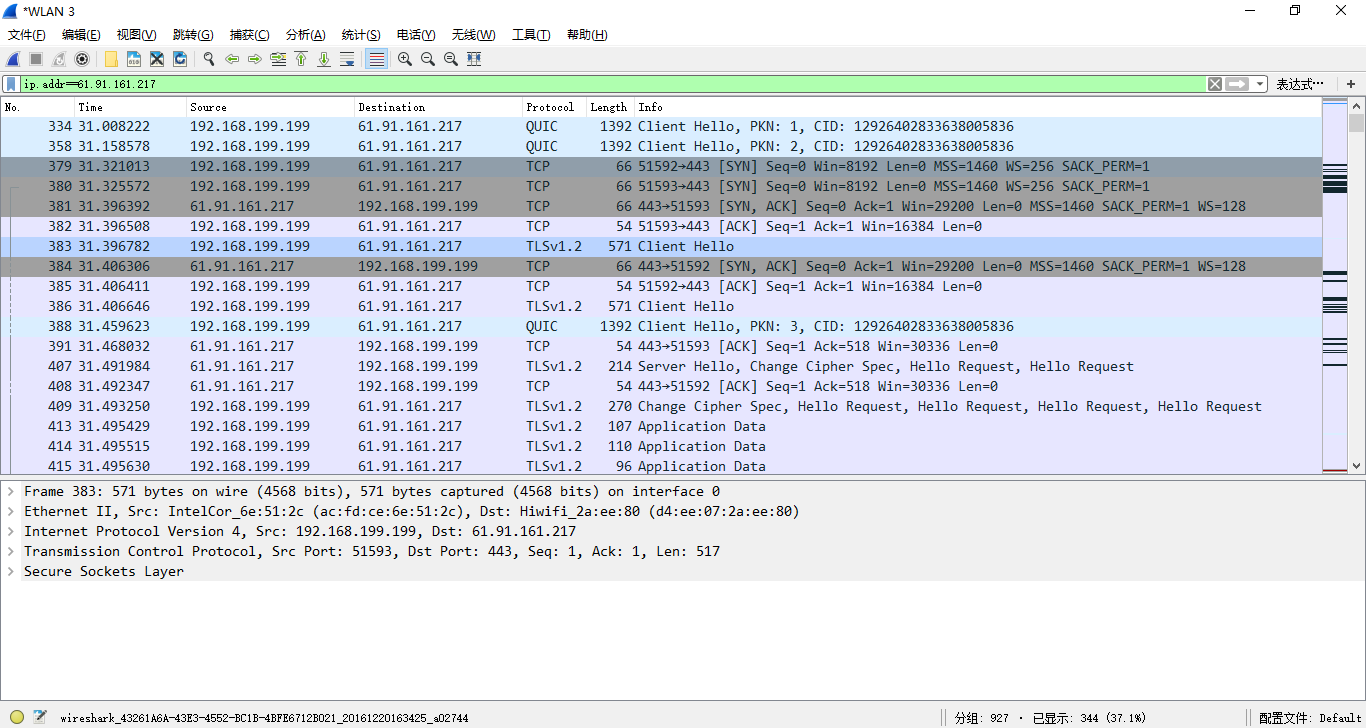 *WLAN 3
文件(F) 编辑(E) 视图(V) 跳转(G) 捕获(C) 分析(A) 统计(S) 电话(Y) 无线(W) 工具(T) 帮助(H)
ip.addr==61.91.161.217 表达式… +
No. Time Source Destination Protocol Length Info
334 31.008222 192.168.199.199 61.91.161.217 QUIC 1392 Client Hello, PKN: 1, CID: 12926402833638005836
358 31.158578 192.168.199.199 61.91.161.217 QUIC 1392 Client Hello, PKN: 2, CID: 12926402833638005836
379 31.321013 192.168.199.199 61.91.161.217 TCP 66 51592→443 [SYN] Seq=0 Win=8192 Len=0 MSS=1460 WS=256 SACK_PERM=1
380 31.325572 192.168.199.199 61.91.161.217 TCP 66 51593→443 [SYN] Seq=0 Win=8192 Len=0 MSS=1460 WS=256 SACK_PERM=1
381 31.396392 61.91.161.217 192.168.199.199 TCP 66 443→51593 [SYN, ACK] Seq=0 Ack=1 Win=29200 Len=0 MSS=1460 SACK_PERM=1 WS=128
382 31.396508 192.168.199.199 61.91.161.217 TCP 54 51593→443 [ACK] Seq=1 Ack=1 Win=16384 Len=0
383 31.396782 192.168.199.199 61.91.161.217 TLSv1.2 571 Client Hello
384 31.406306 61.91.161.217 192.168.199.199 TCP 66 443→51592 [SYN, ACK] Seq=0 Ack=1 Win=29200 Len=0 MSS=1460 SACK_PERM=1 WS=128
385 31.406411 192.168.199.199 61.91.161.217 TCP 54 51592→443 [ACK] Seq=1 Ack=1 Win=16384 Len=0
386 31.406646 192.168.199.199 61.91.161.217 TLSv1.2 571 Client Hello
388 31.459623 192.168.199.199 61.91.161.217 QUIC 1392 Client Hello, PKN: 3, CID: 12926402833638005836
391 31.468032 61.91.161.217 192.168.199.199 TCP 54 443→51593 [ACK] Seq=1 Ack=518 Win=30336 Len=0
407 31.491984 61.91.161.217 192.168.199.199 TLSv1.2 214 Server Hello, Change Cipher Spec, Hello Request, Hello Request
408 31.492347 61.91.161.217 192.168.199.199 TCP 54 443→51592 [ACK] Seq=1 Ack=518 Win=30336 Len=0
409 31.493250 192.168.199.199 61.91.161.217 TLSv1.2 270 Change Cipher Spec, Hello Request, Hello Request, Hello Request, Hello Request
413 31.495429 192.168.199.199 61.91.161.217 TLSv1.2 107 Application Data
414 31.495515 192.168.199.199 61.91.161.217 TLSv1.2 110 Application Data
415 31.495630 192.168.199.199 61.91.161.217 TLSv1.2 96 Application Data
Frame 383: 571 bytes on wire (4568 bits), 571 bytes captured (4568 bits) on interface 0
Ethernet II, Src: IntelCor_6e:51:2c (ac:fd:ce:6e:51:2c), Dst: Hiwifi_2a:ee:80 (d4:ee:07:2a:ee:80)
Internet Protocol Version 4, Src: 192.168.199.199, Dst: 61.91.161.217
Transmission Control Protocol, Src Port: 51593, Dst Port: 443, Seq: 1, Ack: 1, Len: 517
Secure Sockets Layer
wireshark_43261A6A-43E3-4552-BC1B-4BFE6712B021_20161220163425_a02744 分组: 927 · 已显示: 344 (37.1%) 配置文件: Default